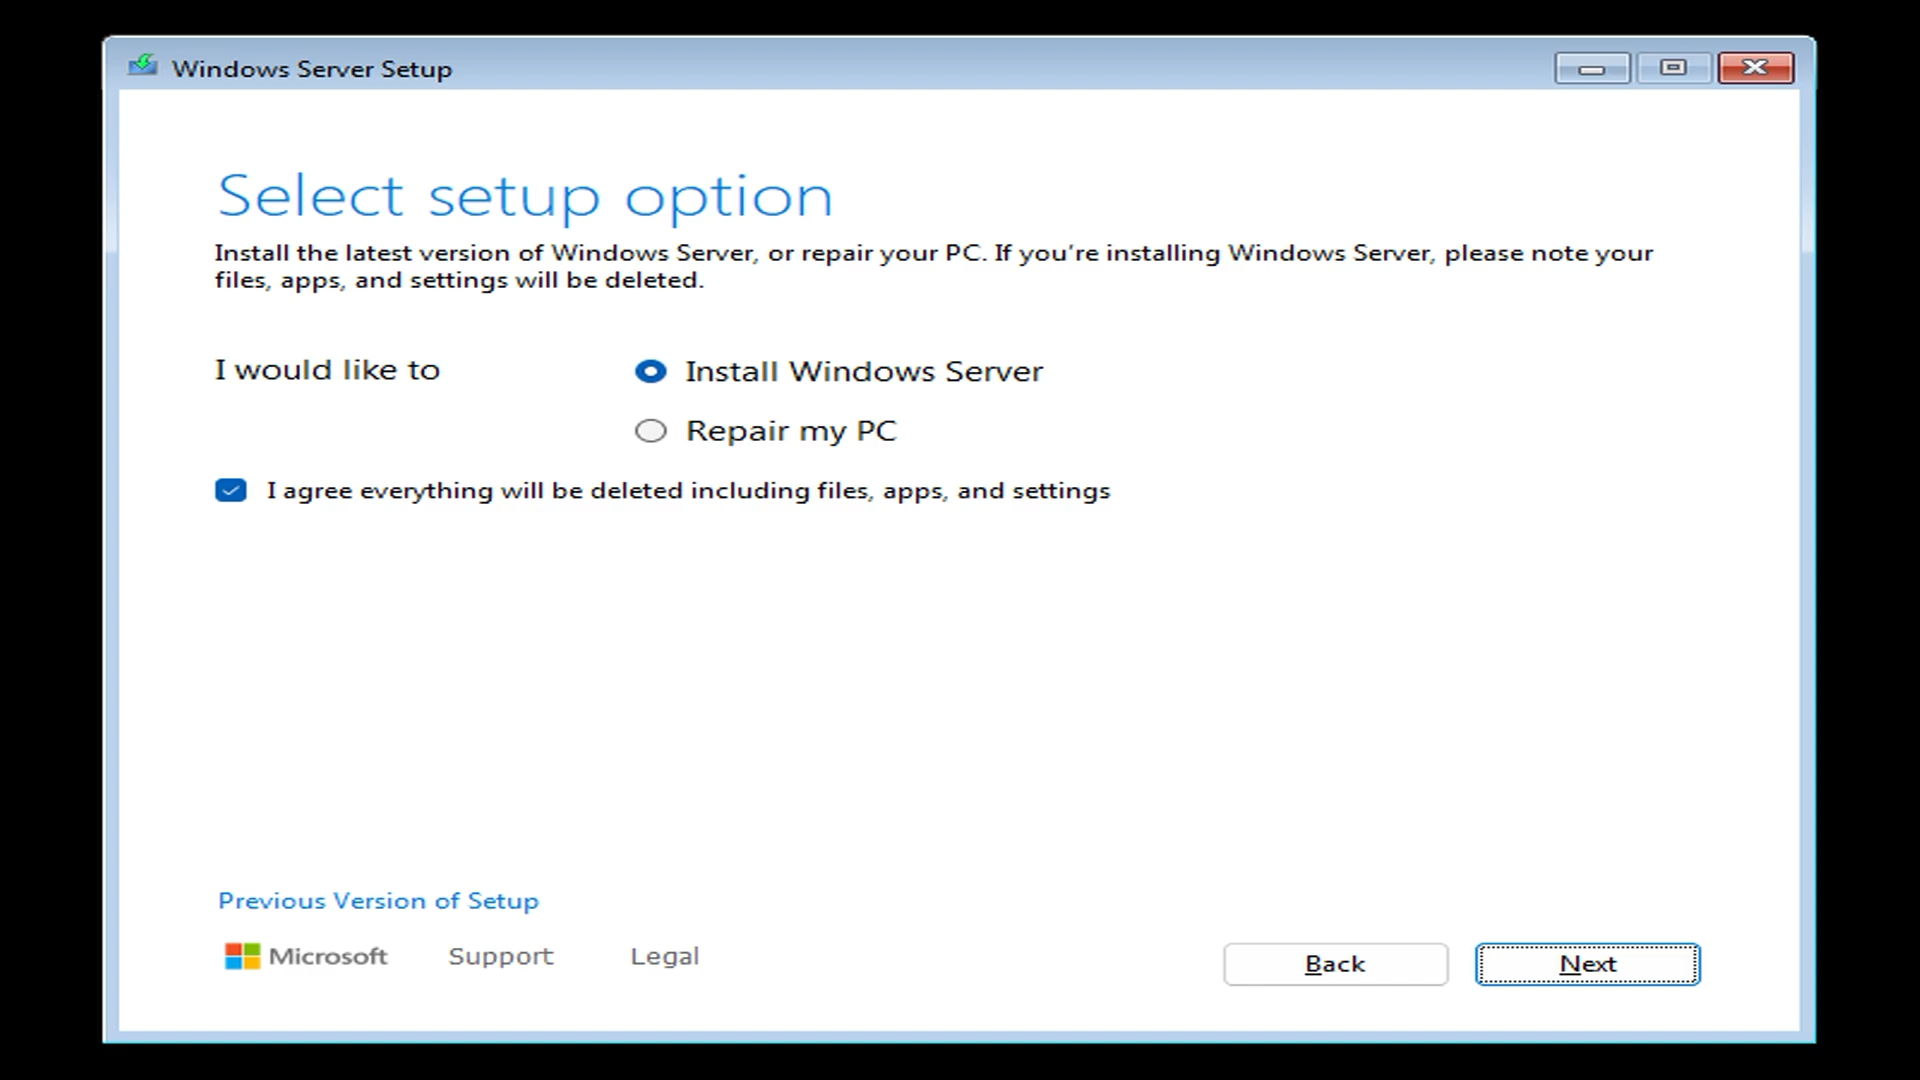 Windows Server Setup
Select setup option
Install the latest version of Windows Server, or repair your PC. If you're installing Windows Server, please note your
files, apps, and settings will be deleted.
I would like to
Install Windows Server
Repair my PC
I agree everything will be deleted including files, apps, and settings
Previous Version of Setup
Microsoft Support Legal
Back Next